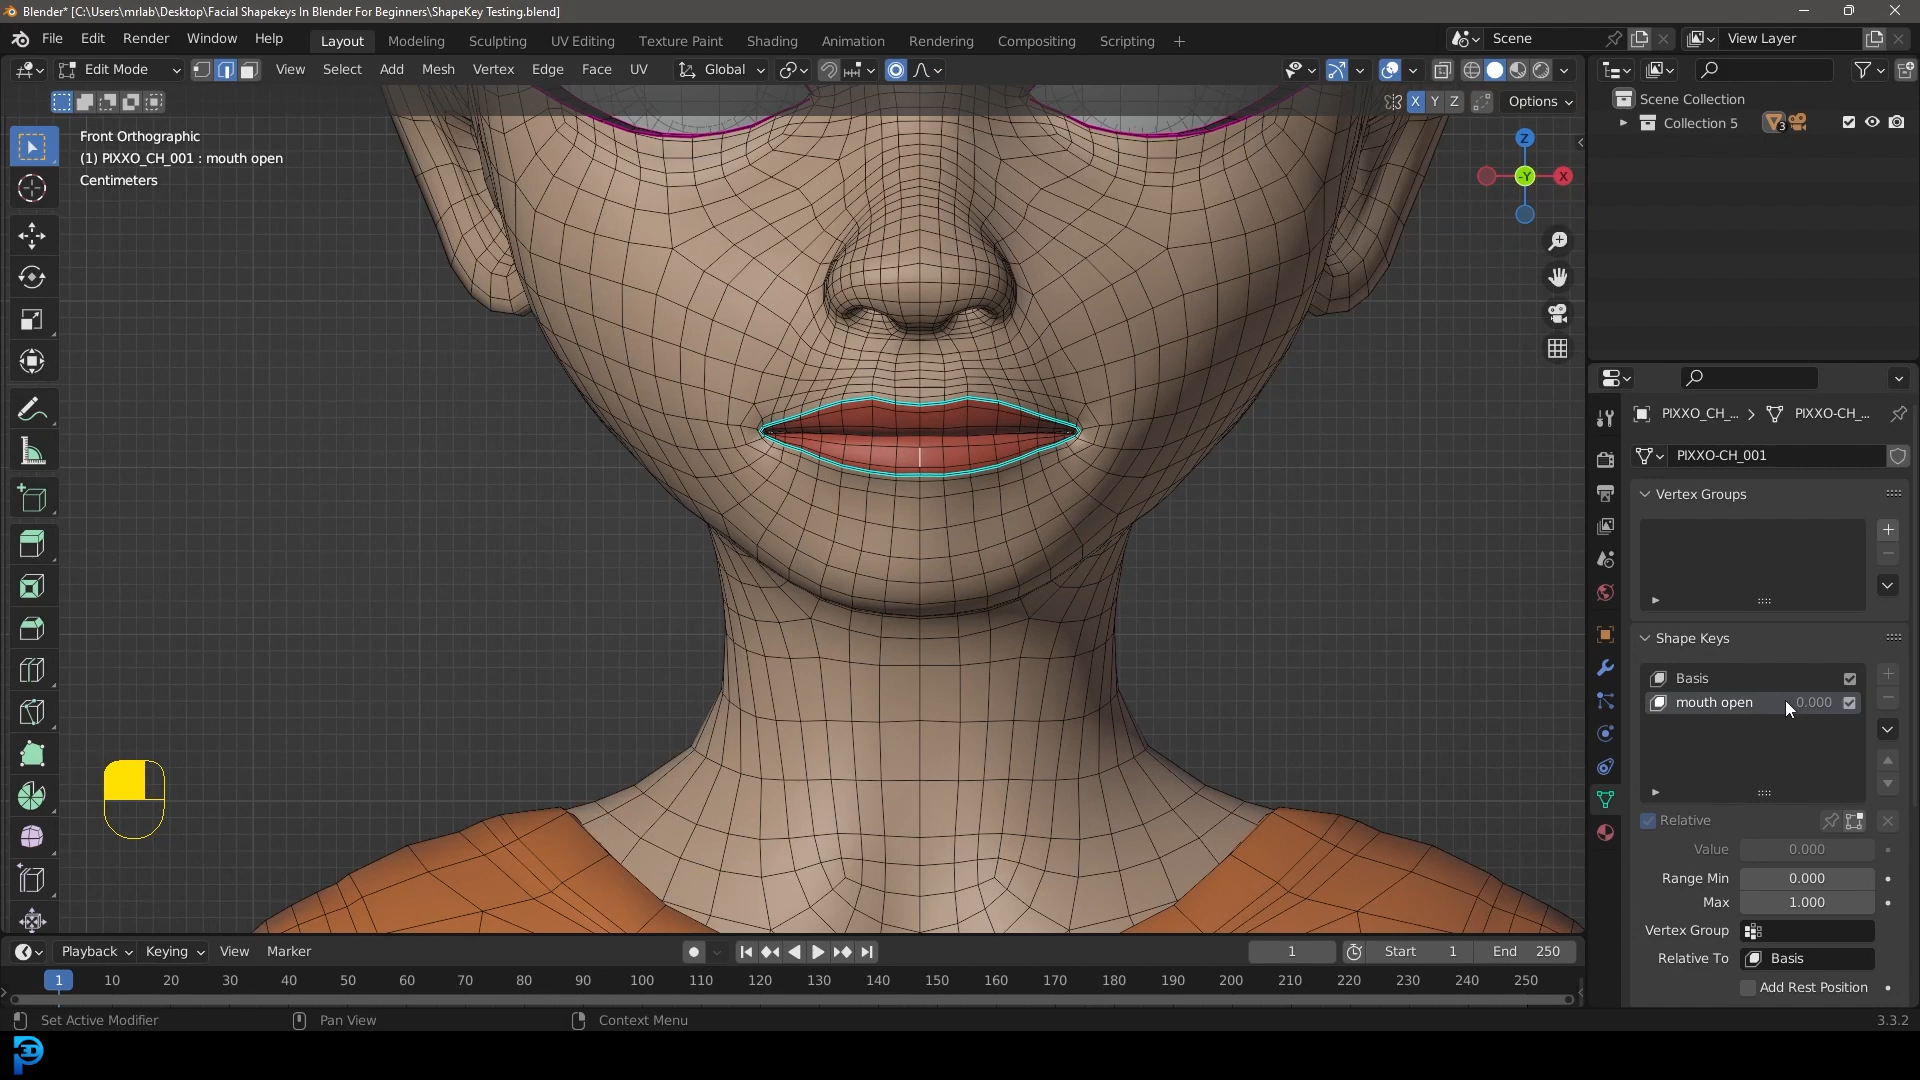 Blender* [C:\Users\mrlab\Desktop\Facial Shapekeys In Blender For Beginners\ShapeKey Testing.blend]
File Edit Render Window Help
Layout Modeling Sculpting UV Editing Texture Paint Shading Animation Rendering Compositing Scripting +
Scene
View Layer
Edit Mode
View Select Add Mesh Vertex Edge Face UV
Global
X Y Z
Options
Front Orthographic
(1) PIXXO_CH_001 : mouth open
Centimeters
Z
-Y
X
Scene Collection
Collection 5
3
PIXXO_CH_... > PIXXO-CH_...
PIXXO-CH_001
Vertex Groups
Shape Keys
Basis
mouth open 0.000
Relative
Value 0.000
Range Min 0.000
Max 1.000
Vertex Group
Relative To Basis
Add Rest Position
Playback Keying View Marker
1
Start 1
End 250
1 10 20 30 40 50 60 70 80 90 100 110 120 130 140 150 160 170 180 190 200 210 220 230 240 250
Set Active Modifier
Pan View
Context Menu
3.3.2
3D